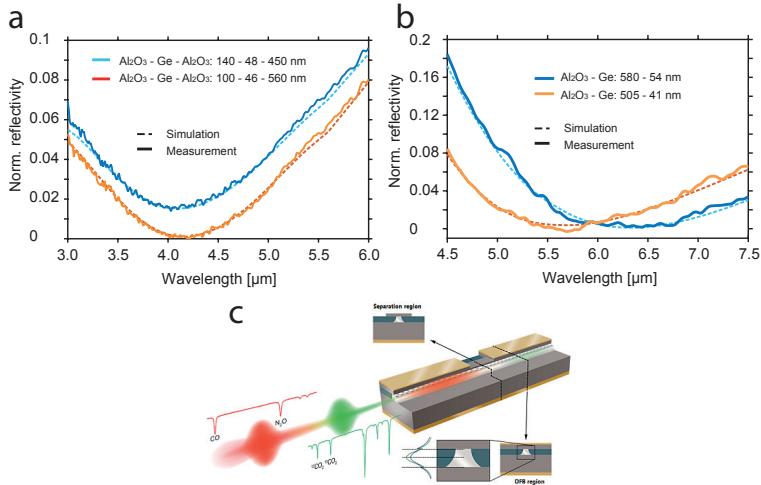 a
0.1
0.08
0.06
0.04
0.02
0
Norm. reflectivity
Al2O3 - Ge - Al2O3: 140 - 48 - 450 nm
Al2O3 - Ge - Al2O3: 100 - 46 - 560 nm
Simulation
Measurement
3.0 3.5 4.0 4.5 5.0 5.5 6.0
Wavelength [µm]
b
0.20
0.16
0.12
0.08
0.04
0
Norm. reflectivity
Al2O3 - Ge: 580 - 54 nm
Al2O3 - Ge: 505 - 41 nm
Simulation
Measurement
4.5 5.0 5.5 6.0 6.5 7.0 7.5
Wavelength [µm]
c
Separation region
CO
N2O
12CO2 13CO2
DFB region